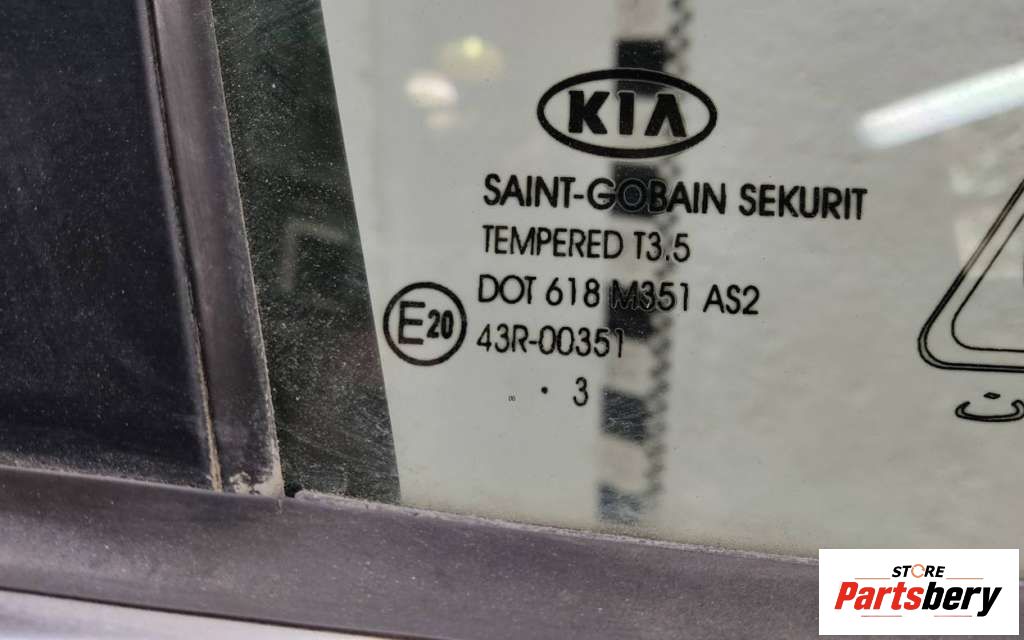 KIA
SAINT-GOBAIN SEKURIT
TEMPERED T3.5
DOT 618 M351 AS2
E20
43R-00351
· 3
STORE
Partsbery